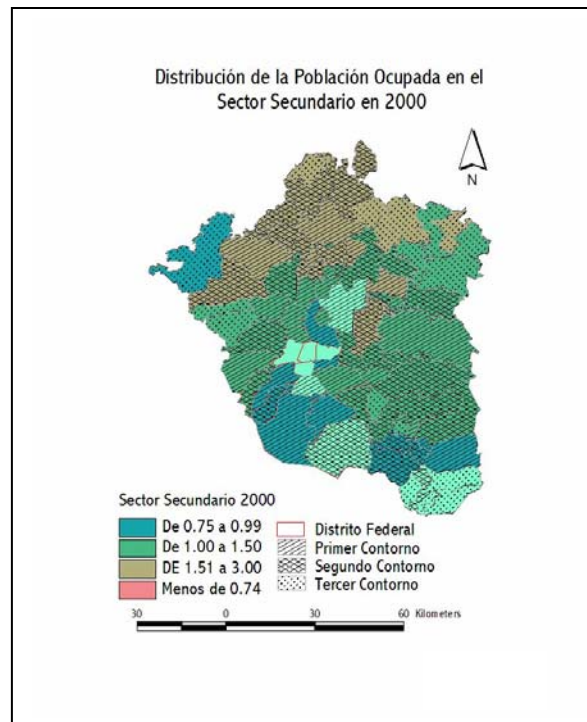 Distribución de la Población Ocupada en el
Sector Secundario en 2000
N
Sector Secundario 2000
De 0.75 a 0.99
De 1.00 a 1.50
DE 1.51 a 3.00
Menos de 0.74
Distrito Federal
Primer Contorno
Segundo Contorno
Tercer Contorno
30 0 30 60 Kilometers